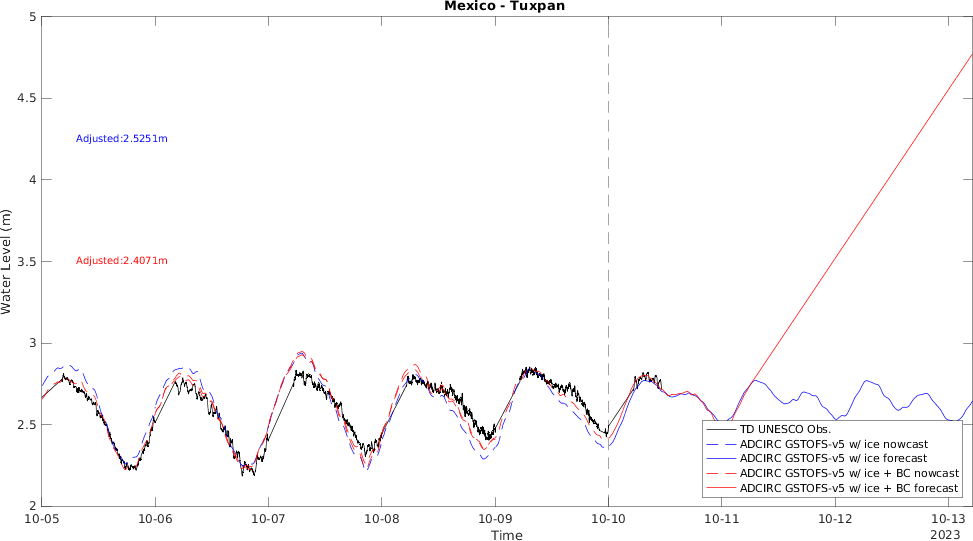 Mexico - Tuxpan
5
4.5
4
3.5
3
2.5
2
Water Level (m)
Adjusted:2.5251m
Adjusted:2.4071m
TD UNESCO Obs.
ADCIRC GSTOFS-v5 w/ ice nowcast
ADCIRC GSTOFS-v5 w/ ice forecast
ADCIRC GSTOFS-v5 w/ ice + BC nowcast
ADCIRC GSTOFS-v5 w/ ice + BC forecast
10-05 10-06 10-07 10-08 10-09 10-10 10-11 10-12 10-13
2023
Time